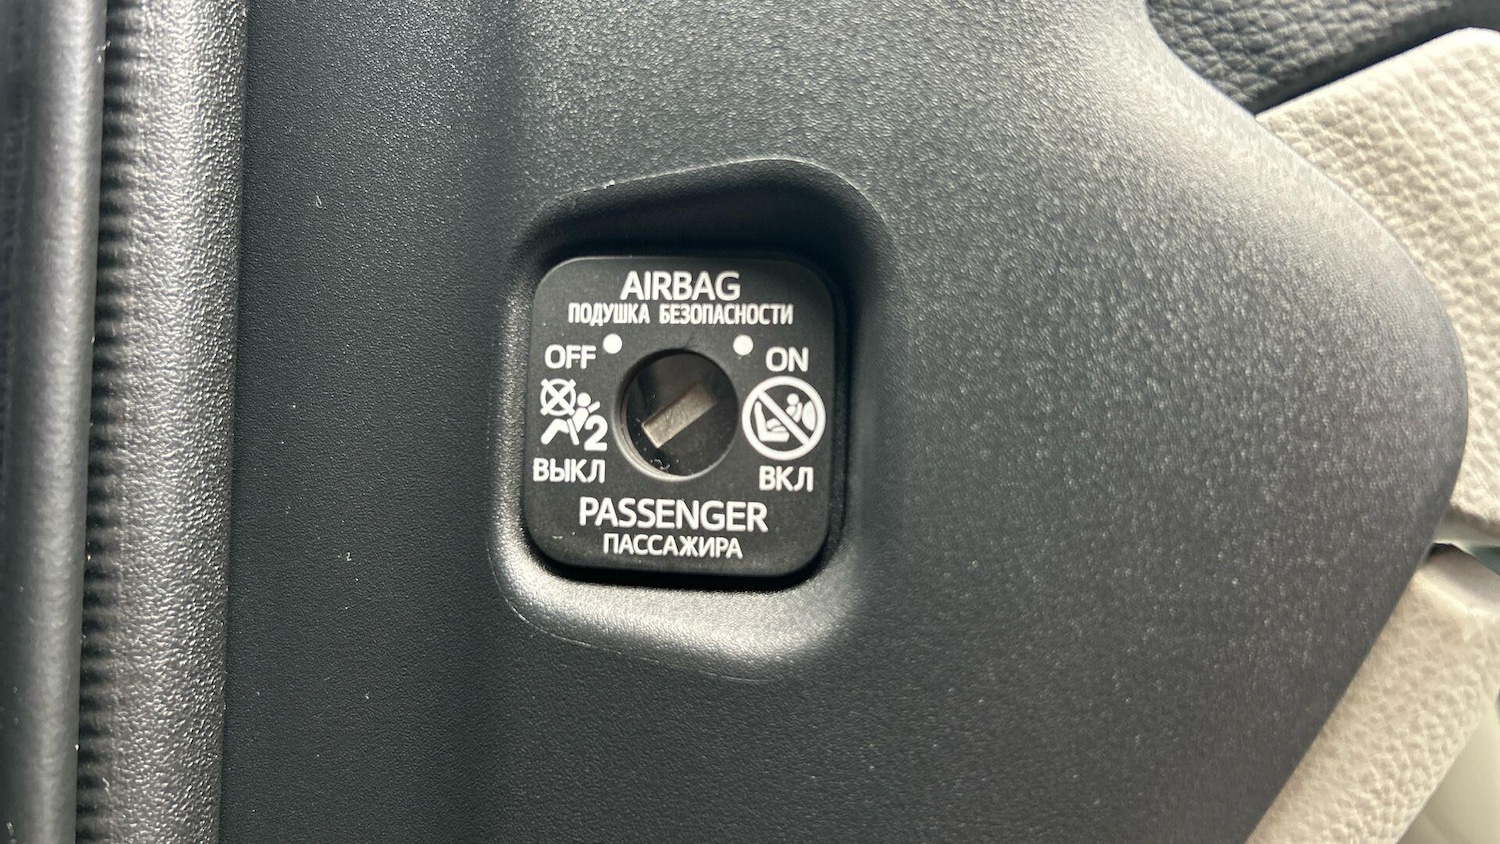 AIRBAG
ПОДУШКА БЕЗОПАСНОСТИ
OFF ON
2
ВЫКЛ ВКЛ
PASSENGER
ПАССАЖИРА